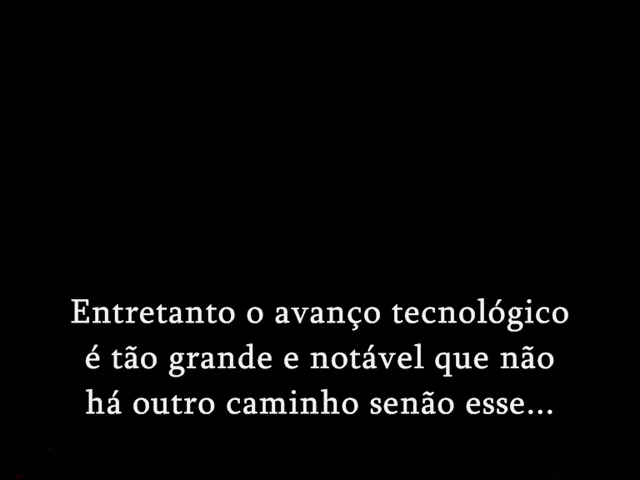 Entretanto o avanço tecnológico
é tão grande e notável que não
há outro caminho senão esse...